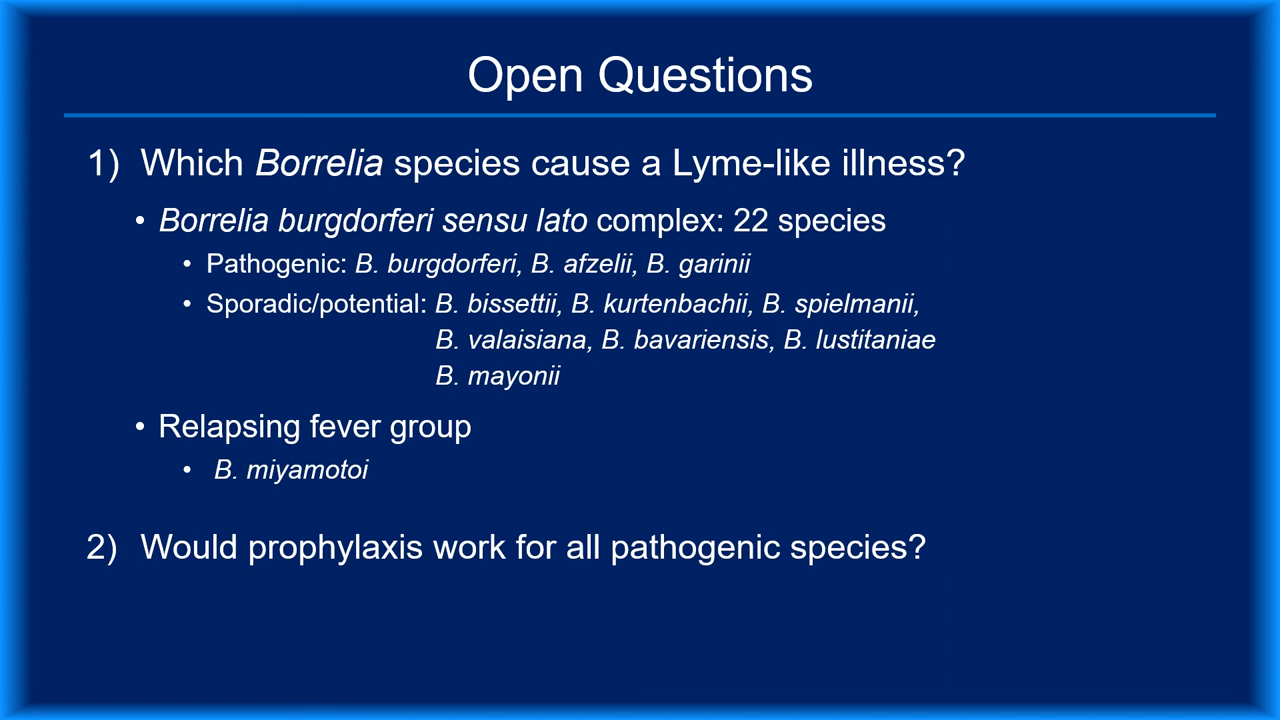 Open Questions
1) Which Borrelia species cause a Lyme-like illness?
• Borrelia burgdorferi sensu lato complex: 22 species
• Pathogenic: B. burgdorferi, B. afzelii, B. garinii
• Sporadic/potential: B. bissettii, B. kurtenbachii, B. spielmanii,
B. valaisiana, B. bavariensis, B. lustitaniae
B. mayonii
• Relapsing fever group
• B. miyamotoi
2) Would prophylaxis work for all pathogenic species?